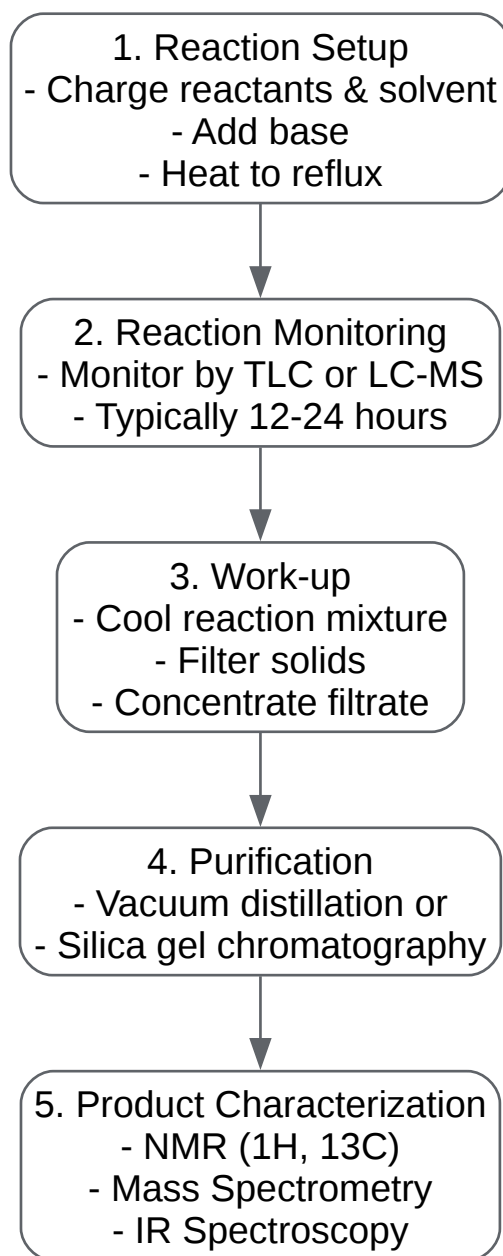 1. Reaction Setup
- Charge reactants & solvent
- Add base
- Heat to reflux
2. Reaction Monitoring
- Monitor by TLC or LC-MS
- Typically 12-24 hours
3. Work-up
- Cool reaction mixture
- Filter solids
- Concentrate filtrate
4. Purification
- Vacuum distillation or
- Silica gel chromatography
5. Product Characterization
- NMR (1H, 13C)
- Mass Spectrometry
- IR Spectroscopy